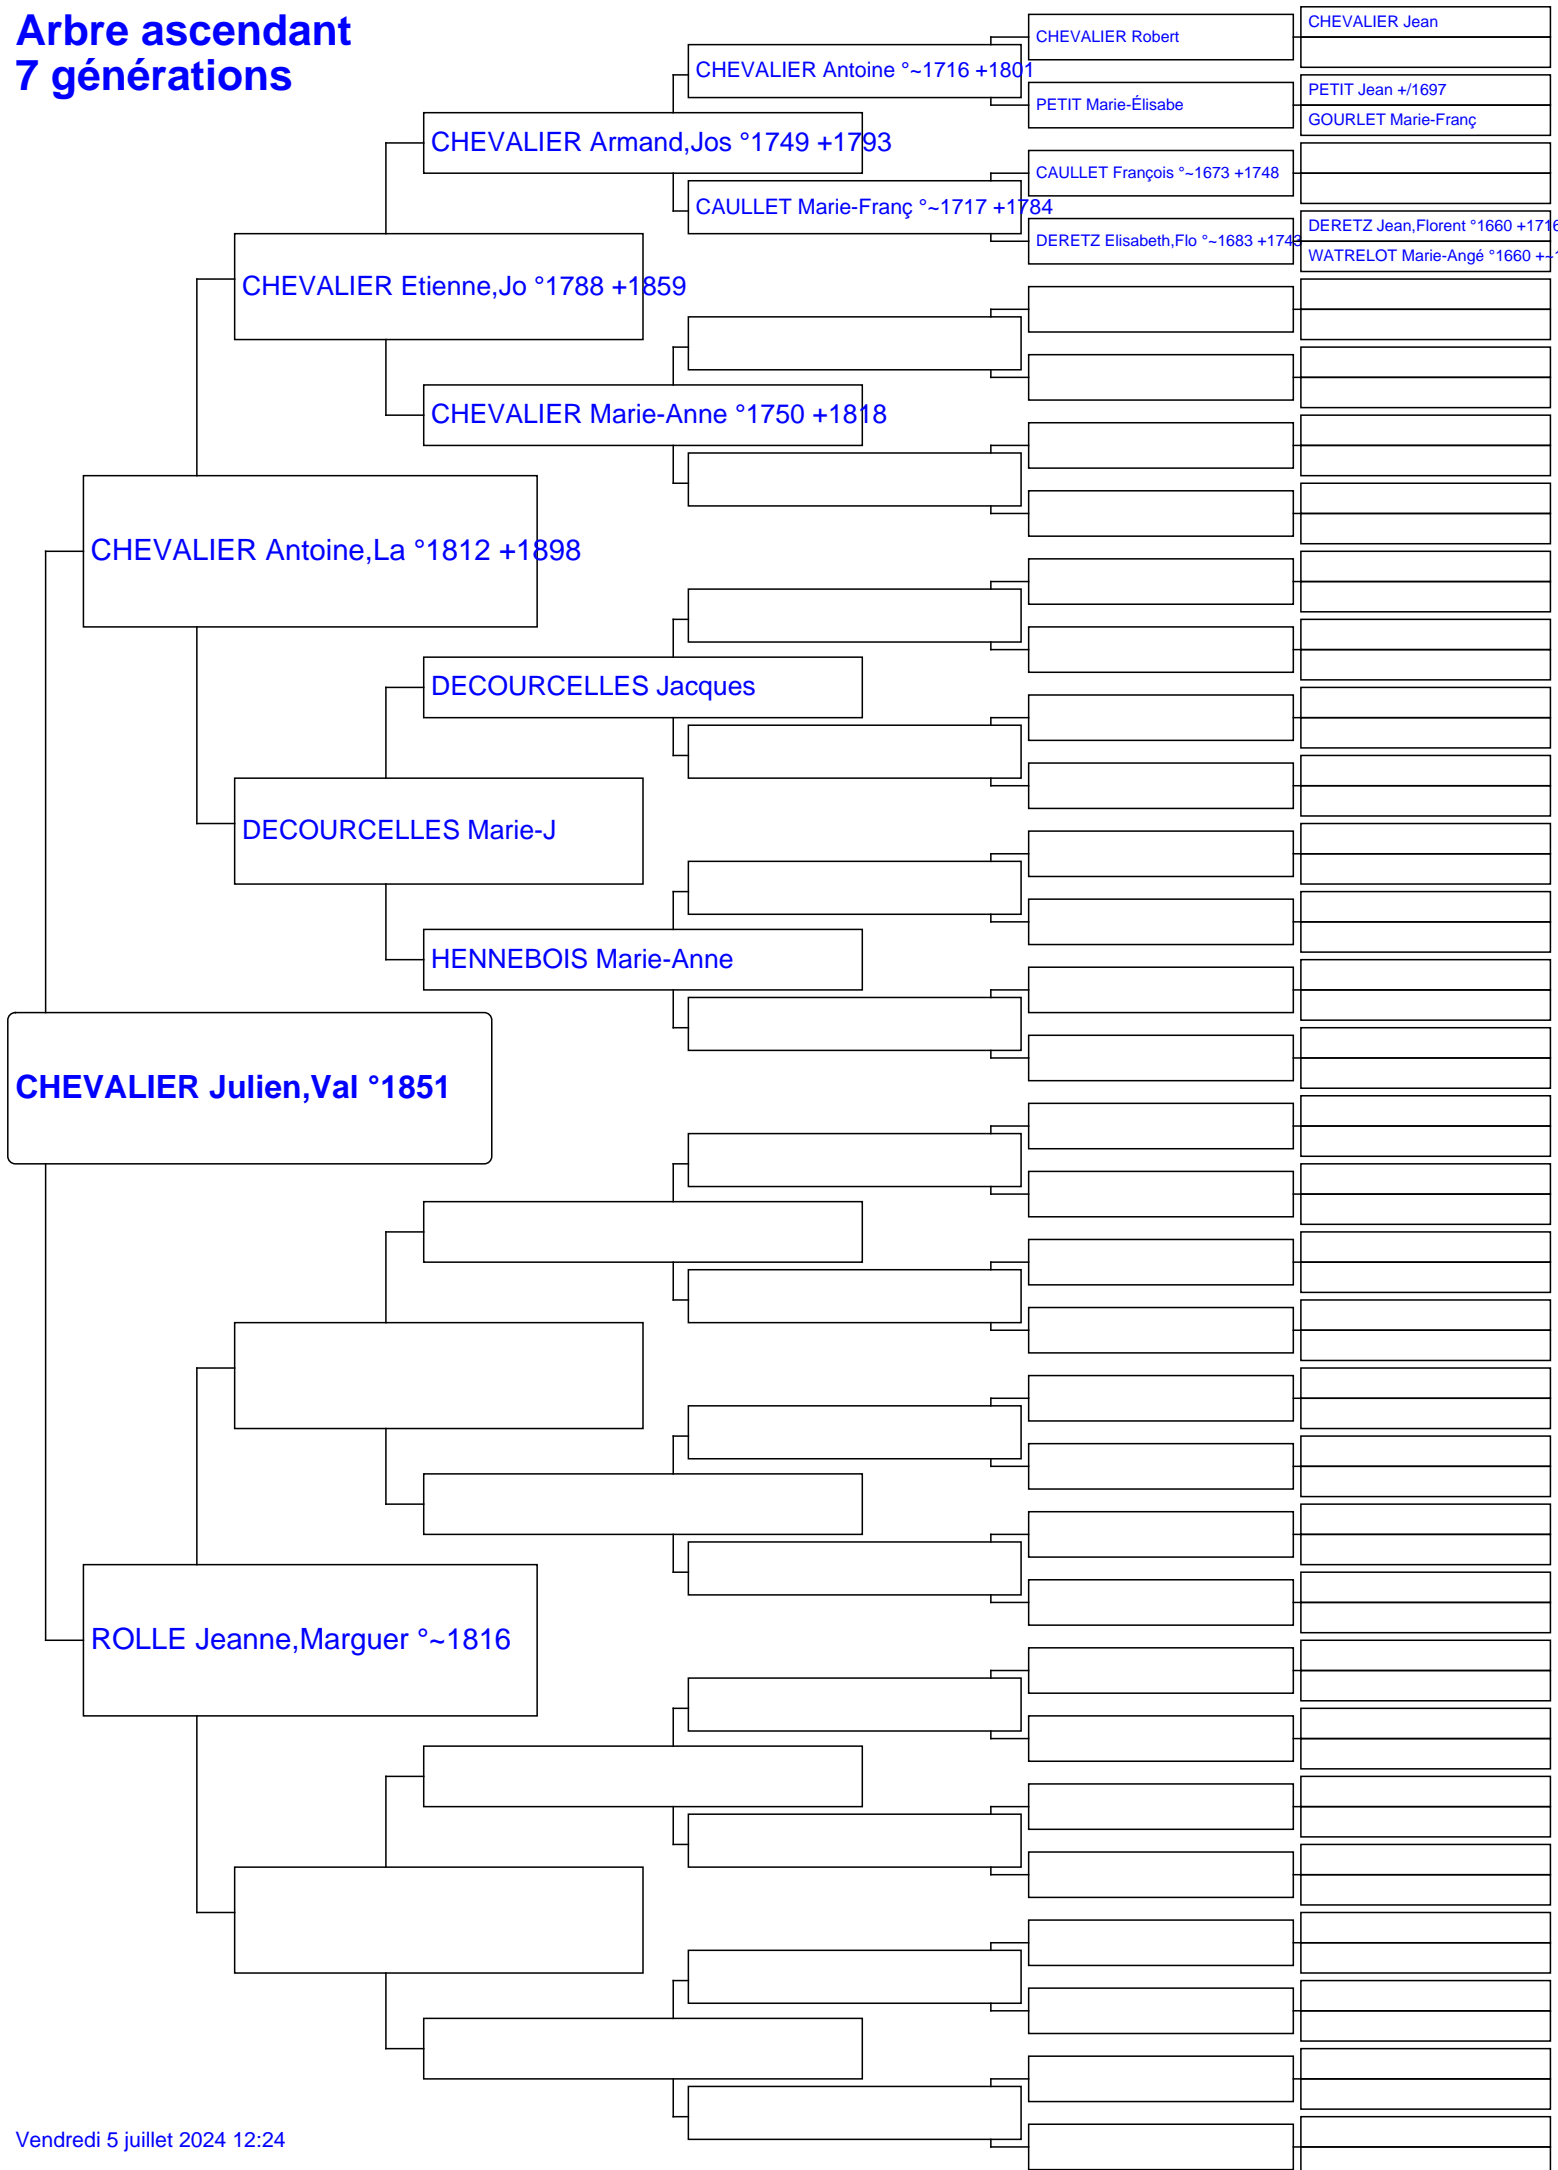 Arbre ascendant
7 générations
CHEVALIER Jean
CHEVALIER Robert
CHEVALIER Antoine °~1716 +1801
PETIT Jean +/1697
PETIT Marie-Élisabe
GOURLET Marie-Franç
CHEVALIER Armand,Jos °1749 +1793
CAULLET François °~1673 +1748
CAULLET Marie-Franç °~1717 +1784
DERETZ Jean,Florent °1660 +1716
DERETZ Elisabeth,Flo °~1683 +1743
WATRELOT Marie-Angé °1660 +~1
CHEVALIER Etienne,Jo °1788 +1859
CHEVALIER Marie-Anne °1750 +1818
CHEVALIER Antoine,La °1812 +1898
DECOURCELLES Jacques
DECOURCELLES Marie-J
HENNEBOIS Marie-Anne
CHEVALIER Julien,Val °1851
ROLLE Jeanne,Marguer °~1816
Vendredi 5 juillet 2024 12:24